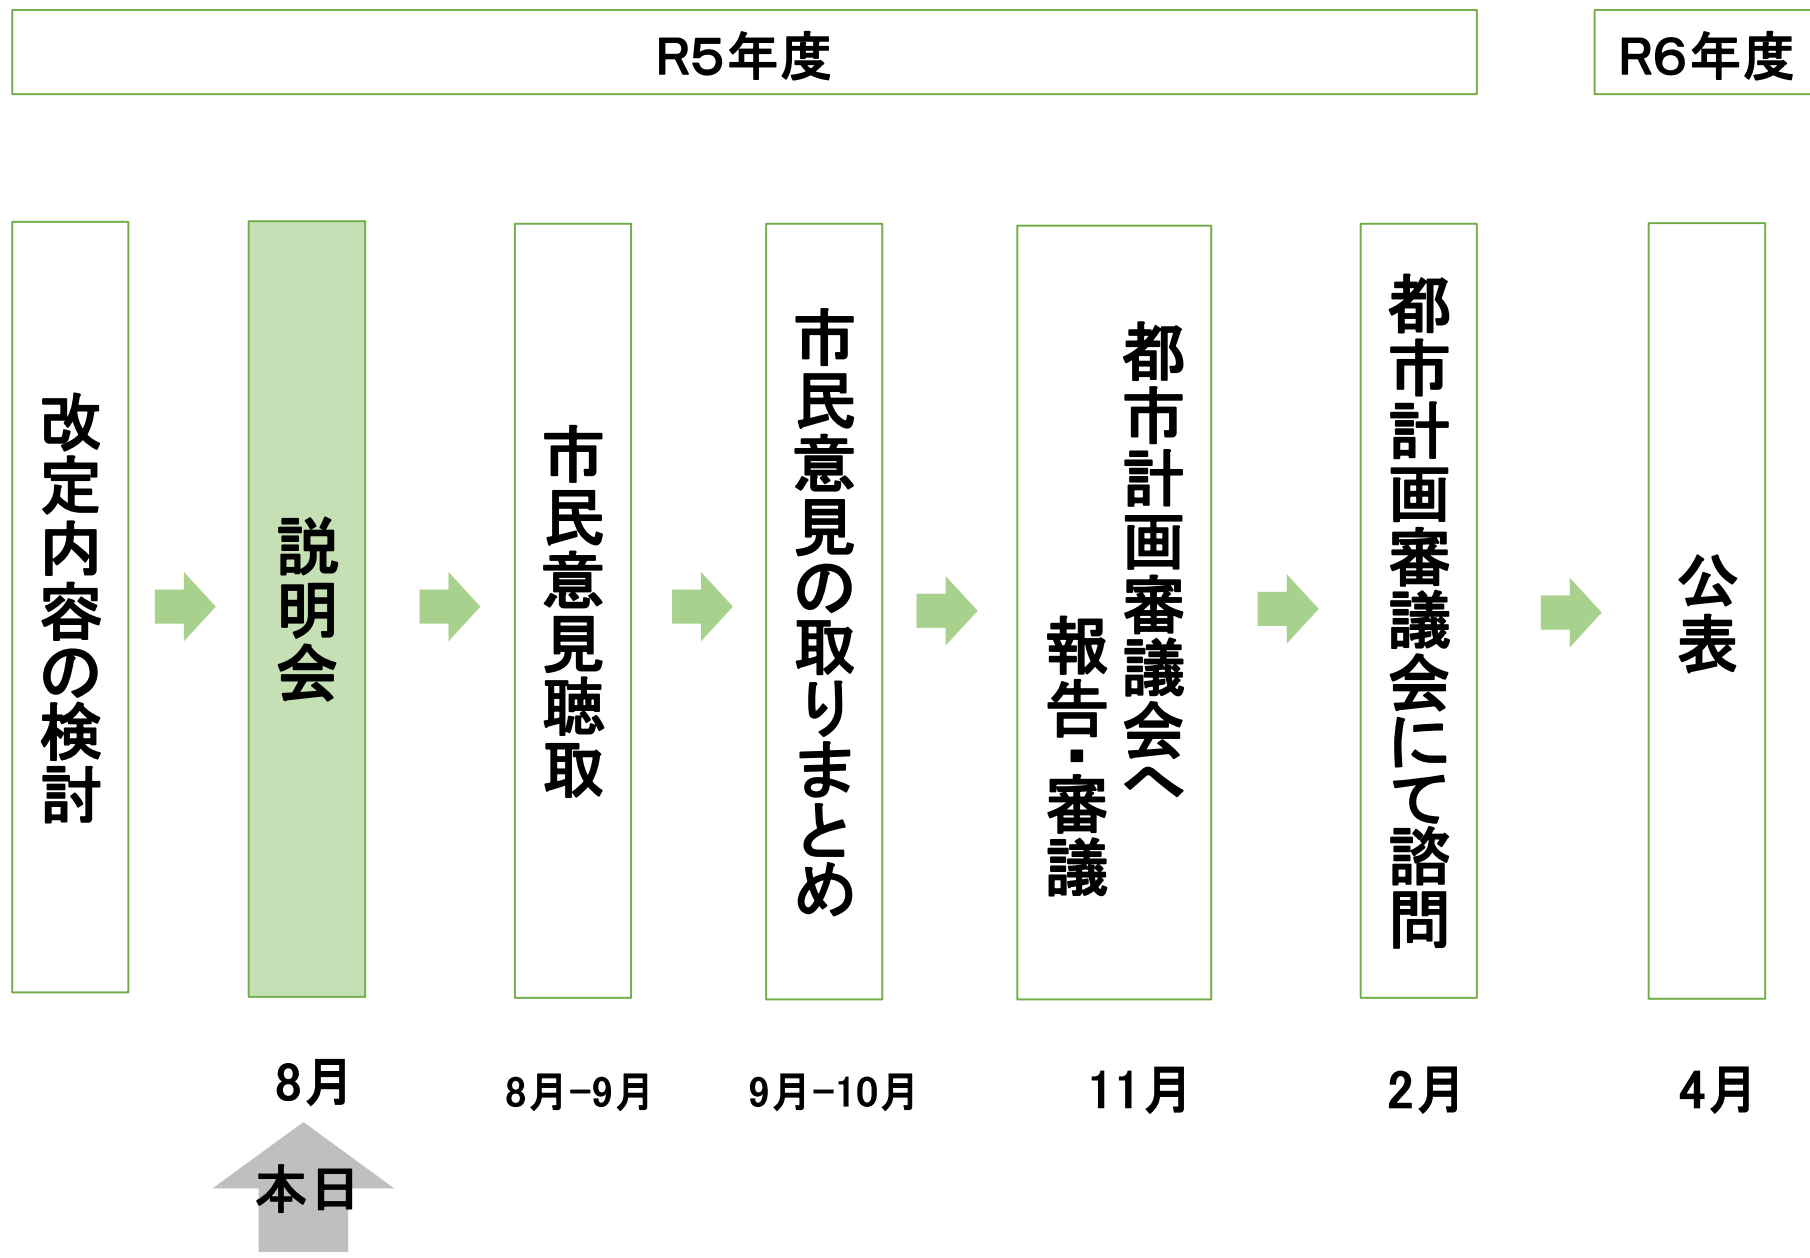 R5年度
R6年度
改定内容の検討
説明会
市民意見聴取
市民意見の取りまとめ
都市計画審議会へ
報告・審議
都市計画審議会にて諮問
公表
8月
8月-9月
9月-10月
11月
2月
4月
本日